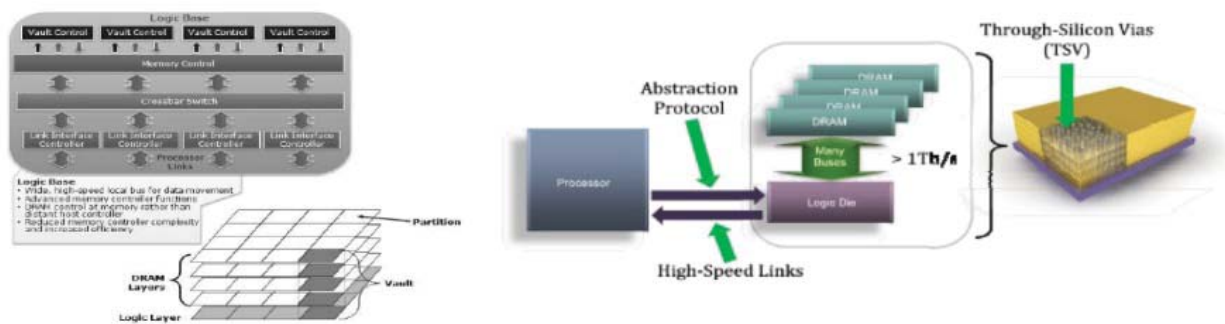 Logic Base
Vault Control Vault Control Vault Control Vault Control
Memory Control
Crossbar Switch
Link Interface Controller Link Interface Controller Link Interface Controller Link Interface Controller
Processor Links
Logic Base
• Wide, high-speed local bus for data movement
• Advanced memory controller functions
• DRAM control at memory rather than
distant host controller
• Reduced memory controller complexity
and increased efficiency
Partition
DRAM
Layers
Vault
Logic Layer
Processor
Abstraction
Protocol
High-Speed Links
DRAM
DRAM
DRAM
DRAM
Many
Buses
> 1Tb/s
Logic Die
Through-Silicon Vias
(TSV)